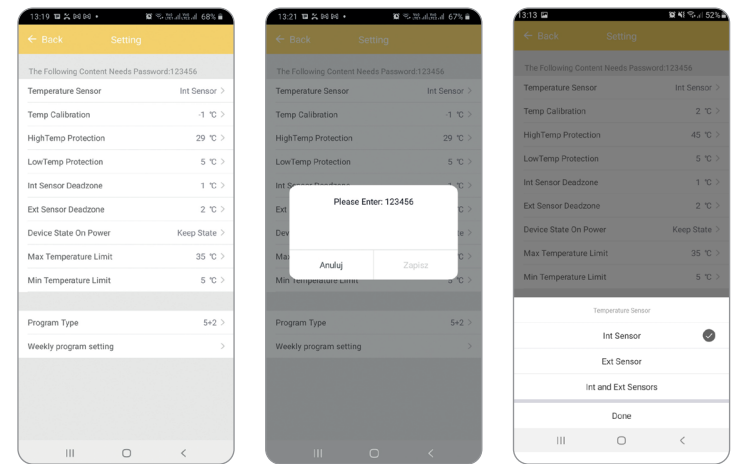 13:19 68%
← Back Setting
The Following Content Needs Password:123456
Temperature Sensor Int Sensor >
Temp Calibration -1 ℃ >
HighTemp Protection 29 ℃ >
LowTemp Protection 5 ℃ >
Int Sensor Deadzone 1 ℃ >
Ext Sensor Deadzone 2 ℃ >
Device State On Power Keep State >
Max Temperature Limit 35 ℃ >
Min Temperature Limit 5 ℃ >
Program Type 5+2 >
Weekly program setting >
13:21 67%
← Back Setting
The Following Content Needs Password:123456
Temperature Sensor Int Sensor >
Temp Calibration -1 ℃ >
HighTemp Protection 29 ℃ >
LowTemp Protection 5 ℃ >
Int
Ext
Please Enter: 123456
Anuluj Zapisz
Min Temperature Limit 5 ℃ >
Program Type 5+2 >
Weekly program setting >
13:13 52%
← Back Setting
The Following Content Needs Password:123456
Temperature Sensor Int Sensor >
Temp Calibration 2 ℃ >
HighTemp Protection 45 ℃ >
LowTemp Protection 5 ℃ >
Int Sensor Deadzone 1 ℃ >
Ext Sensor Deadzone 2 ℃ >
Device State On Power Keep State >
Max Temperature Limit 35 ℃ >
Min Temperature Limit 5 ℃ >
Temperature Sensor
Int Sensor
Ext Sensor
Int and Ext Sensors
Done